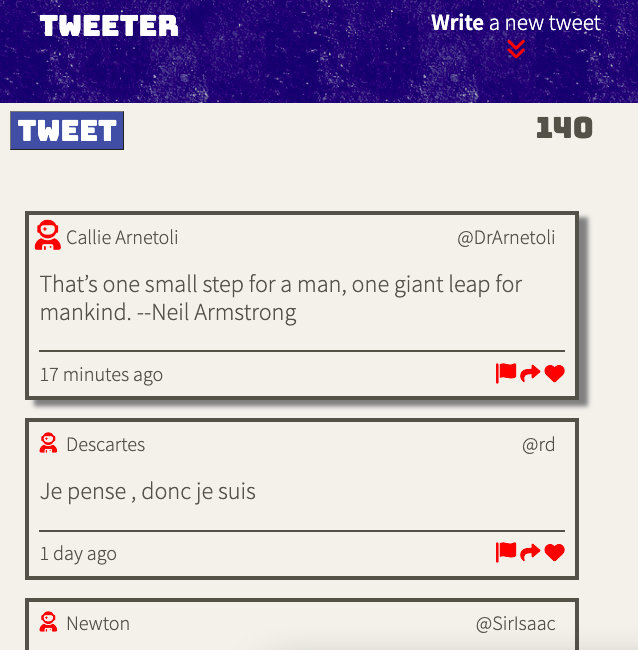 TWEETER
Write a new tweet
TWEET
140
Callie Arnetoli @DrArnetoli
That’s one small step for a man, one giant leap for
mankind. --Neil Armstrong
17 minutes ago
Descartes @rd
Je pense , donc je suis
1 day ago
Newton @SirIsaac